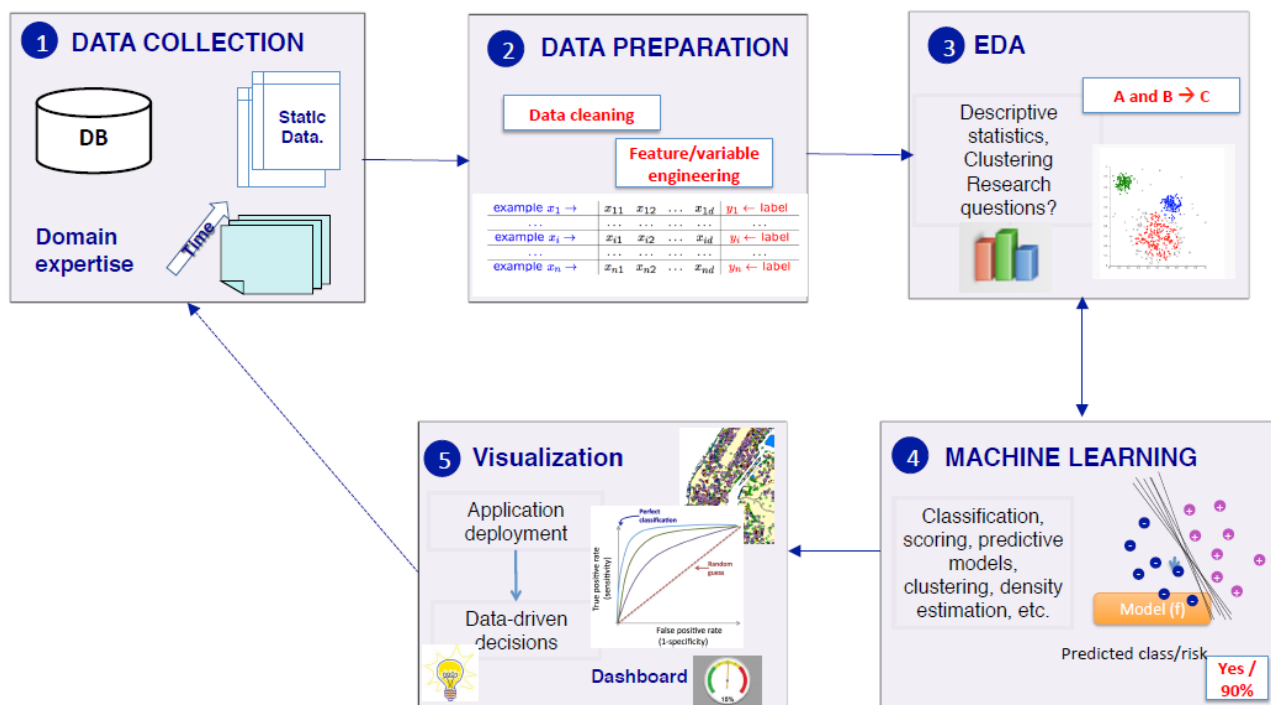 1 DATA COLLECTION
DB
Static
Data.
Time
Domain
expertise
2 DATA PREPARATION
Data cleaning
Feature/variable
engineering
example x₁ → x₁₁ x₁₂ … x₁d y₁ ← label
… … … … … …
example xᵢ → xᵢ₁ xᵢ₂ … xᵢd yᵢ ← label
… … … … … …
example xₙ → xₙ₁ xₙ₂ … xₙd yₙ ← label
3 EDA
A and B → C
Descriptive
statistics,
Clustering
Research
questions?
4 MACHINE LEARNING
Classification,
scoring, predictive
models,
clustering, density
estimation, etc.
Model (f)
Predicted class/risk
Yes /
90%
5 Visualization
Application
deployment
Data-driven
decisions
Perfect
classification
Random
guess
True positive rate
(sensitivity)
False positive rate
(1-specificity)
Dashboard
15%